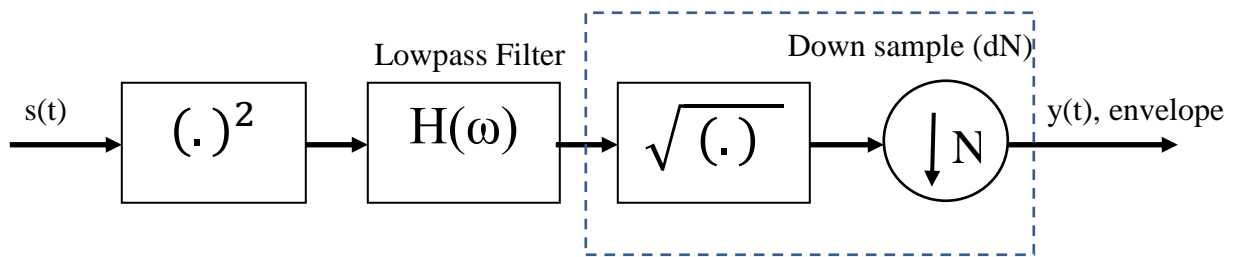 Lowpass Filter
Down sample (dN)
s(t)
(.)²
H(ω)
√(.)
↓ N
y(t), envelope